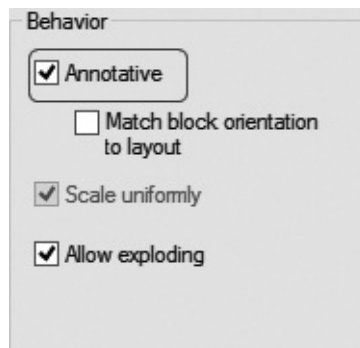 Behavior
Annotative
Match block orientation
to layout
Scale uniformly
Allow exploding